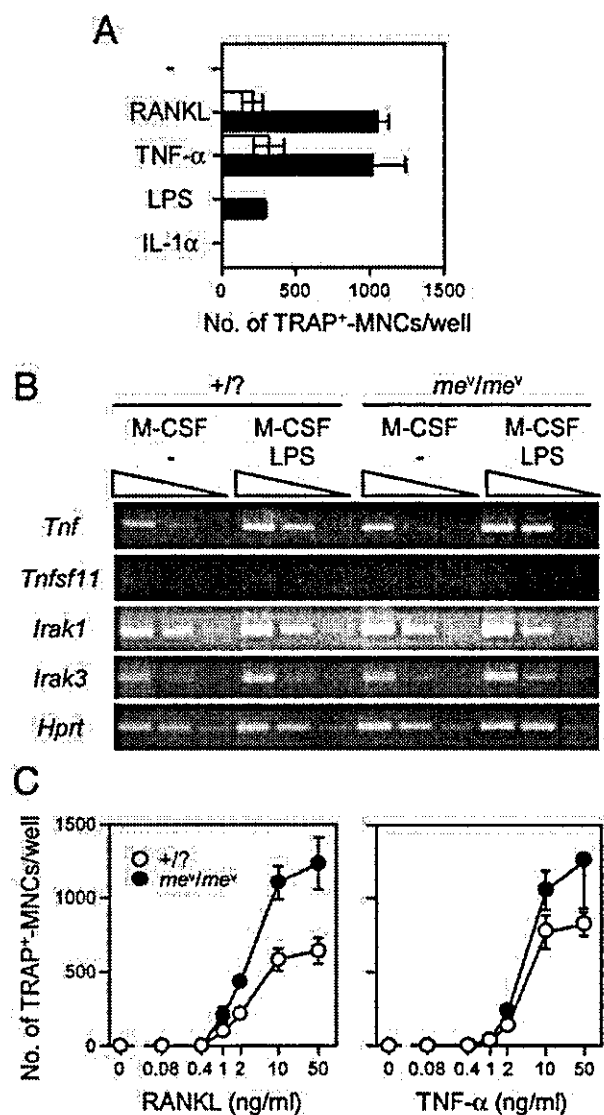 A
-
RANKL
TNF-α
LPS
IL-1α
0 500 1000 1500
No. of TRAP⁺-MNCs/well
B
+/? meᵛ/meᵛ
M-CSF M-CSF M-CSF M-CSF
- LPS - LPS
Tnf
Tnfsf11
Irak1
Irak3
Hprt
C
No. of TRAP⁺-MNCs/well
1500
1000
500
0
+/?
meᵛ/meᵛ
0 0.08 0.4 1 2 10 50
0 0.08 0.4 1 2 10 50
RANKL (ng/ml) TNF-α (ng/ml)